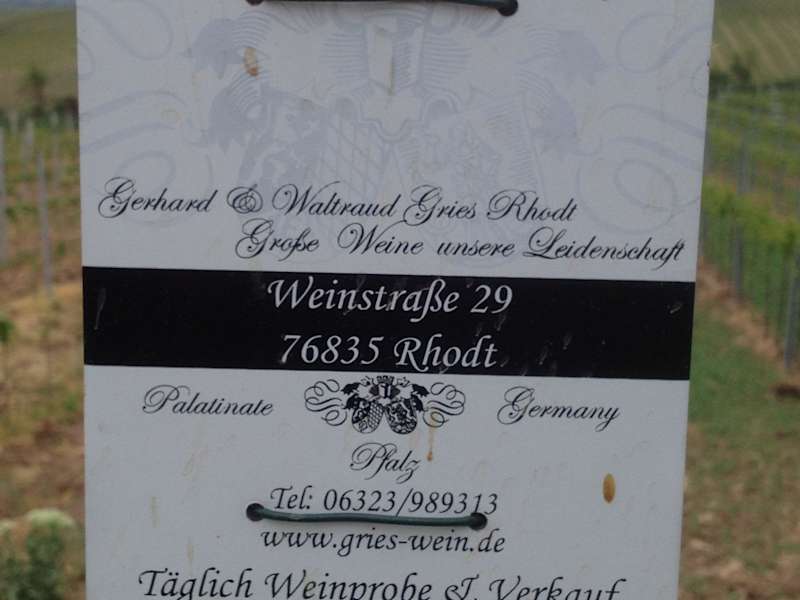 Gerhard & Waltraud Gries Rhodt
Große Weine unsere Leidenschaft
Weinstraße 29
76835 Rhodt
Palatinate Germany
Pfalz
Tel: 06323/989313
www.gries-wein.de
Täglich Weinprobe & Verkauf